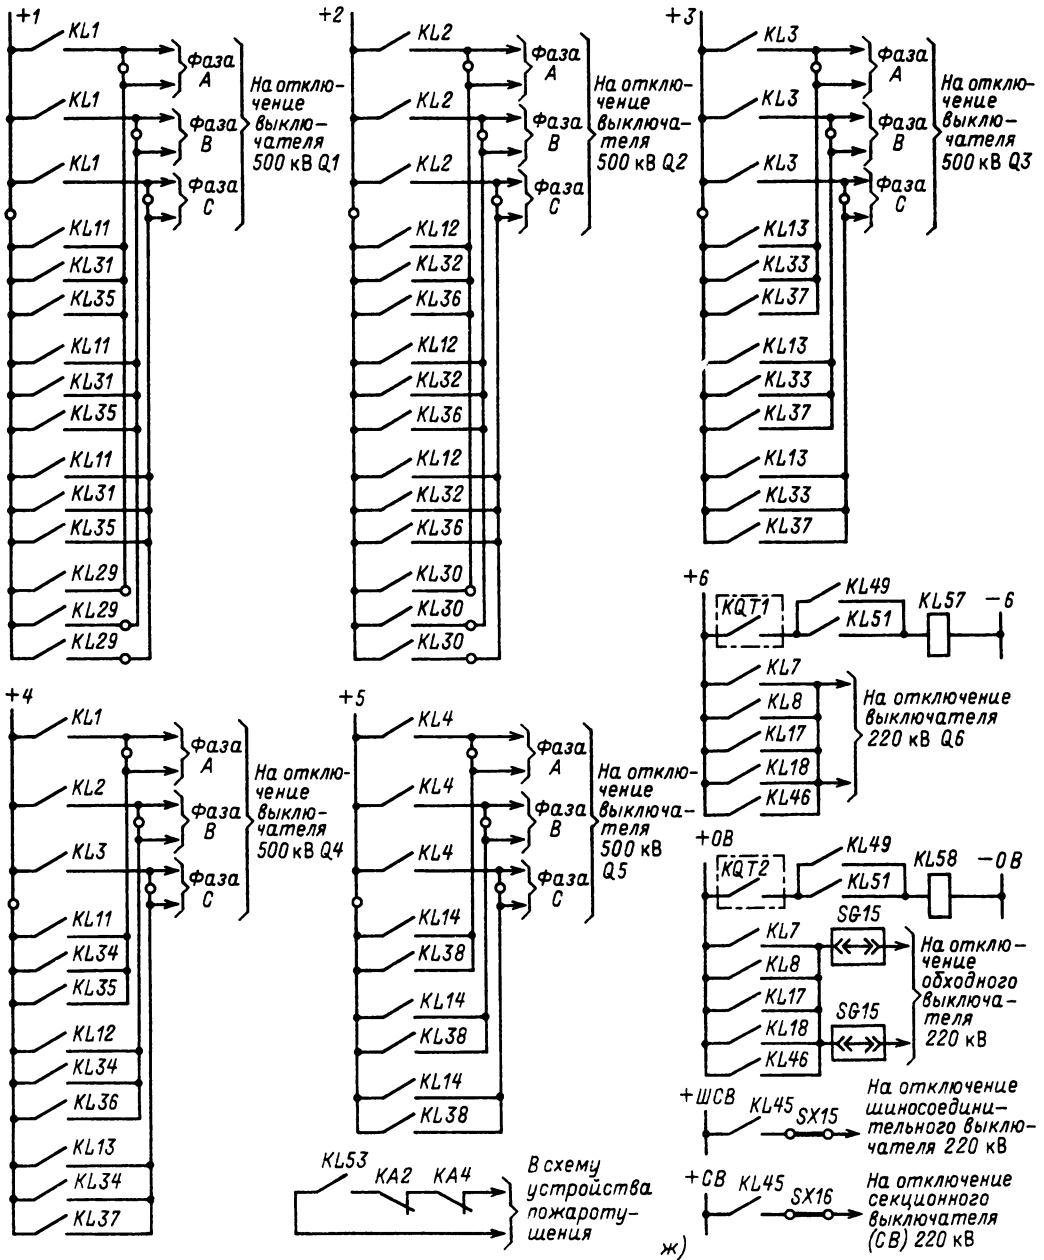 +1
KL1
Фаза
A
KL1
Фаза
B
KL1
Фаза
C
На отклю-
чение
выклю-
чателя
500 кВ Q1
KL11
KL31
KL35
KL11
KL31
KL35
KL11
KL31
KL35
KL29
KL29
KL29
+2
KL2
Фаза
A
KL2
Фаза
B
KL2
Фаза
C
На отклю-
чение
выключа-
теля
500 кВ Q2
KL12
KL32
KL36
KL12
KL32
KL36
KL12
KL32
KL36
KL30
KL30
KL30
+3
KL3
Фаза
A
KL3
Фаза
B
KL3
Фаза
C
На отклю-
чение
выключа-
теля
500 кВ Q3
KL13
KL33
KL37
KL13
KL33
KL37
KL13
KL33
KL37
+4
KL1
Фаза
A
KL2
Фаза
B
KL3
Фаза
C
На отклю-
чение
выклю-
чателя
500 кВ Q4
KL11
KL34
KL35
KL12
KL34
KL36
KL13
KL34
KL37
+5
KL4
Фаза
A
KL4
Фаза
B
KL4
Фаза
C
На отклю-
чение
выключа-
теля
500 кВ
Q5
KL14
KL38
KL14
KL38
KL14
KL38
KL53
KA2
KA4
В схему
устройства
пожароту-
шения
+6
KQT1
KL49
KL51
KL57
−6
KL7
KL8
KL17
KL18
KL46
На отключение
выключателя
220 кВ Q6
+ОВ
KQT2
KL49
KL51
KL58
−ОВ
KL7
KL8
KL17
KL18
KL46
SG15
SG15
На отклю-
чение
обходного
выключа-
теля
220 кВ
+ШСВ
KL45
SX15
На отключение
шиносоедини-
тельного выклю-
чателя 220 кВ
+СВ
KL45
SX16
На отключение
секционного
выключателя
(СВ) 220 кВ
ж)